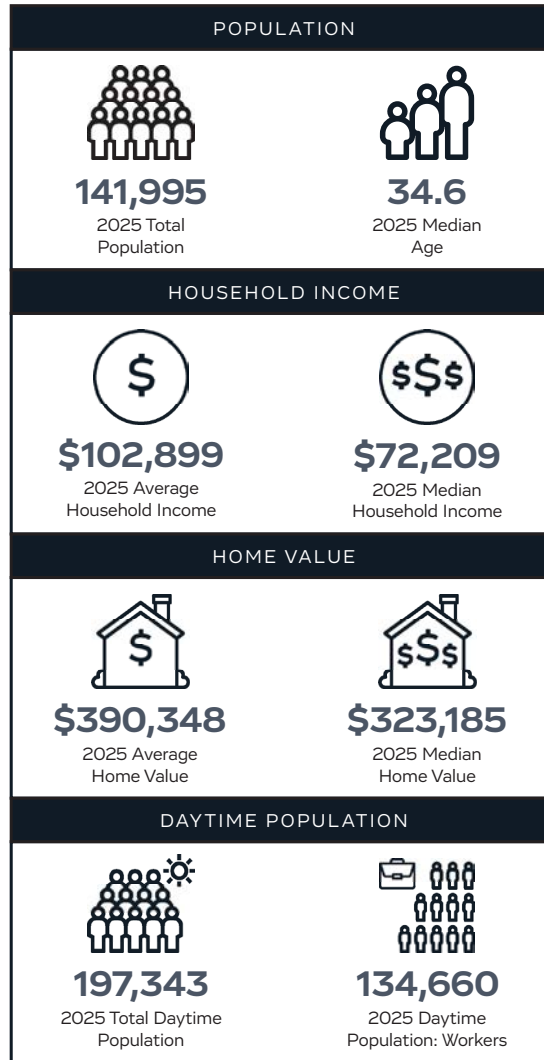 POPULATION
141,995
2025 Total
Population
34.6
2025 Median
Age
HOUSEHOLD INCOME
$
$102,899
2025 Average
Household Income
$$$
$72,209
2025 Median
Household Income
HOME VALUE
$
$390,348
2025 Average
Home Value
$$$
$323,185
2025 Median
Home Value
DAYTIME POPULATION
197,343
2025 Total Daytime
Population
134,660
2025 Daytime
Population: Workers